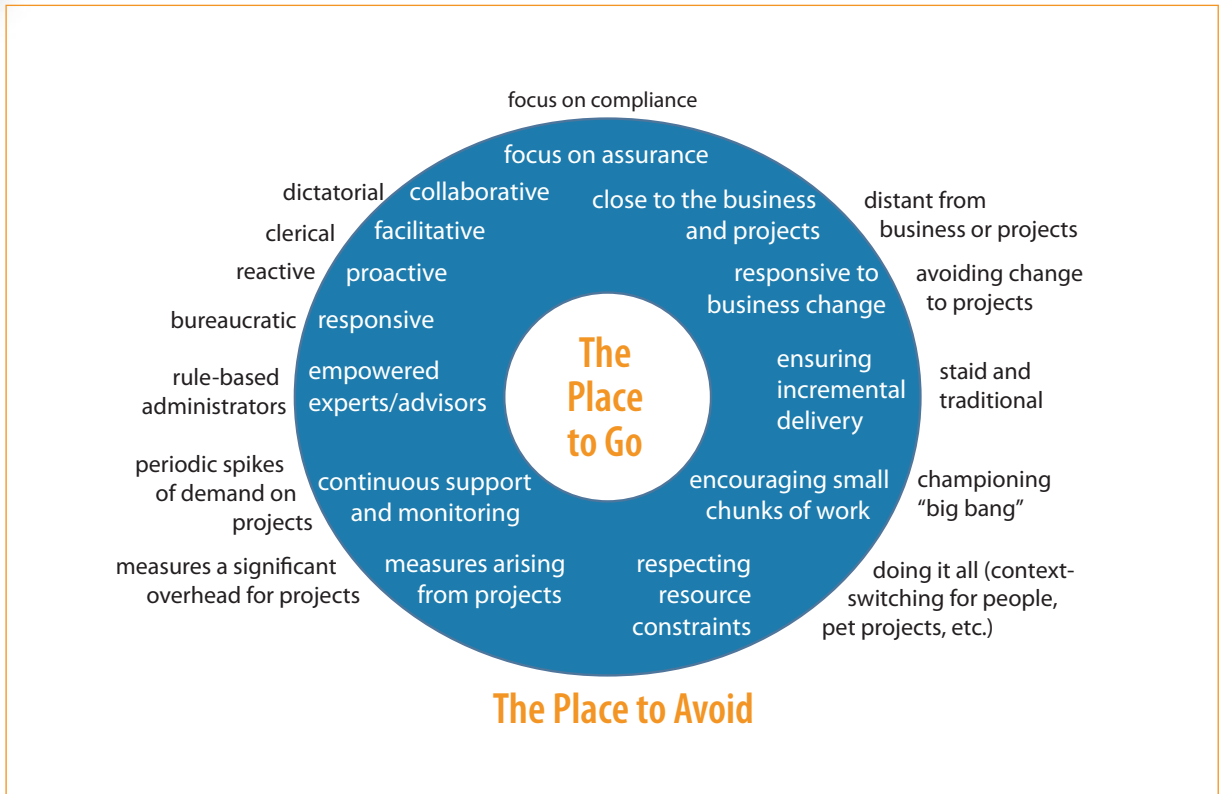 focus on compliance
focus on assurance
dictatorial
collaborative
clerical
facilitative
reactive
proactive
bureaucratic
responsive
rule-based
administrators
empowered
experts/advisors
periodic spikes
of demand on
projects
continuous support
and monitoring
measures a significant
overhead for projects
measures arising
from projects
The
Place
to Go
close to the business
and projects
distant from
business or projects
responsive to
business change
avoiding change
to projects
ensuring
incremental
delivery
staid and
traditional
encouraging small
chunks of work
championing
“big bang”
respecting
resource
constraints
doing it all (context-
switching for people,
pet projects, etc.)
The Place to Avoid